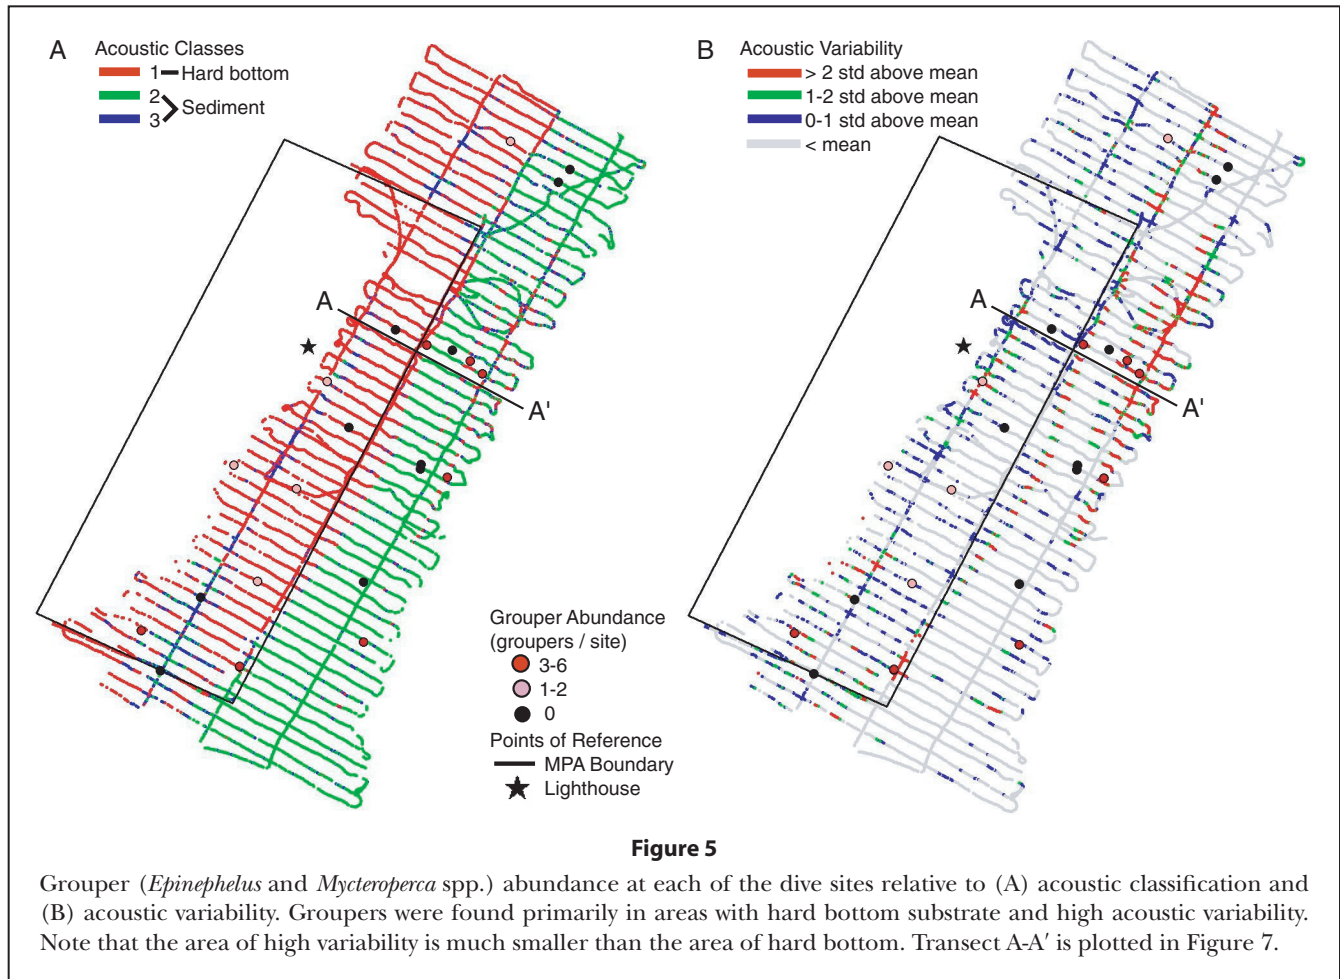 A
Acoustic Classes
1 Hard bottom
2
Sediment
3
A
A'
B
Acoustic Variability
> 2 std above mean
1-2 std above mean
0-1 std above mean
< mean
A
A'
Grouper Abundance
(groupers / site)
3-6
1-2
0
Points of Reference
MPA Boundary
Lighthouse
Figure 5
Grouper (Epinephelus and Mycteroperca spp.) abundance at each of the dive sites relative to (A) acoustic classification and
(B) acoustic variability. Groupers were found primarily in areas with hard bottom substrate and high acoustic variability.
Note that the area of high variability is much smaller than the area of hard bottom. Transect A-A′ is plotted in Figure 7.